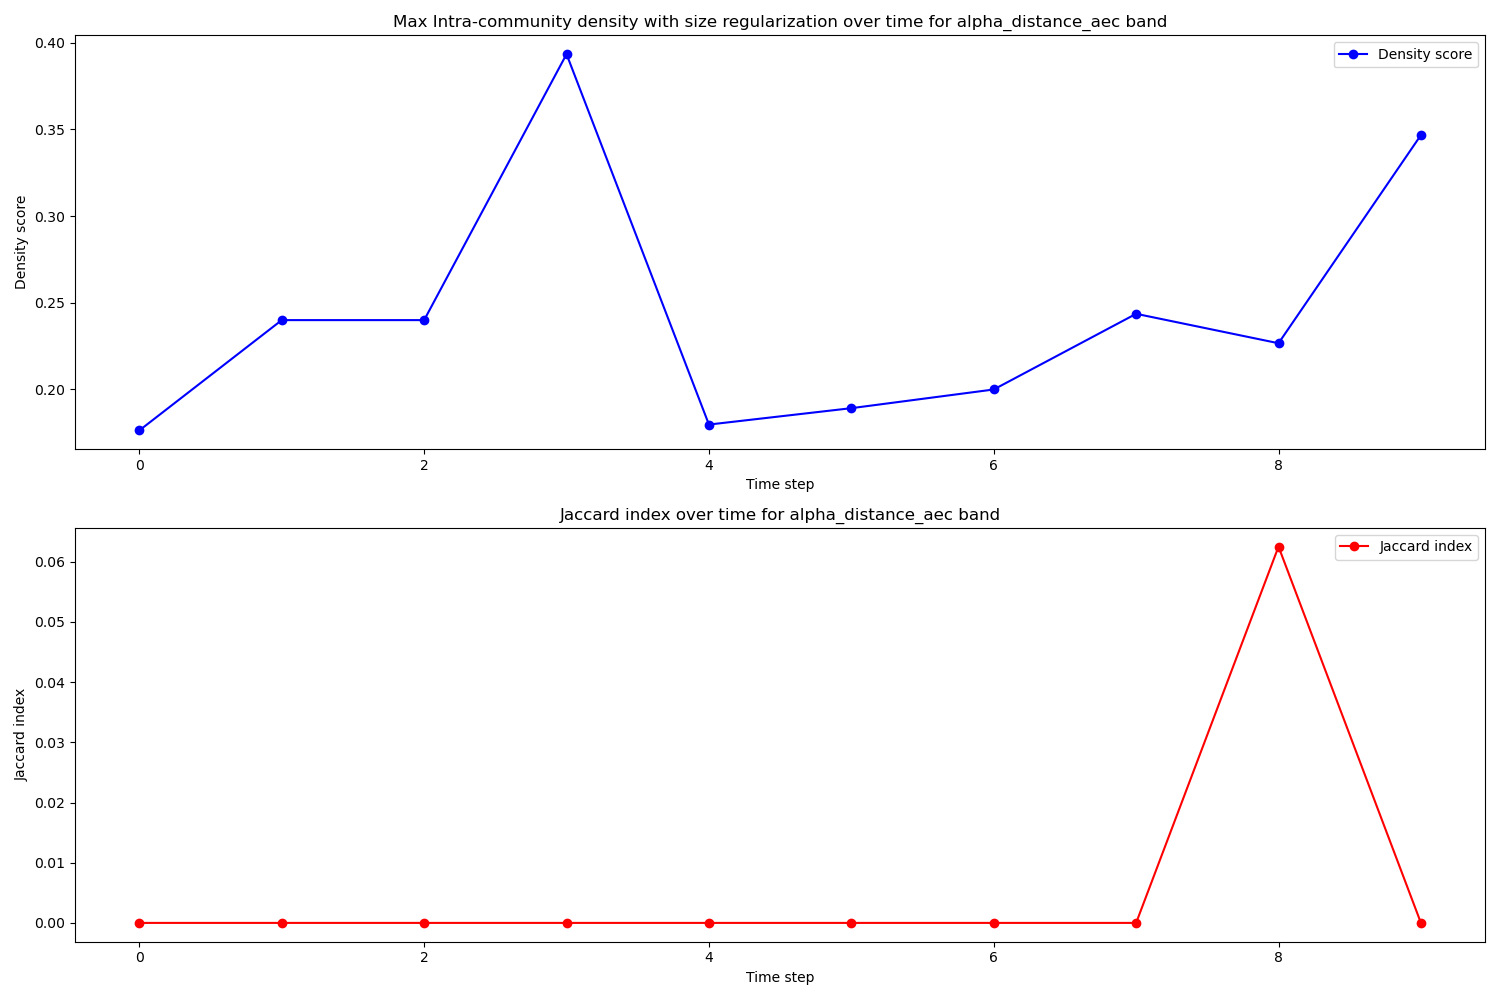 Max Intra-community density with size regularization over time for alpha_distance_aec band
Density score
0.40
0.35
0.30
0.25
0.20
Density score
0 2 4 6 8
Time step
Jaccard index over time for alpha_distance_aec band
Jaccard index
0.06
0.05
0.04
0.03
0.02
0.01
0.00
Jaccard index
0 2 4 6 8
Time step